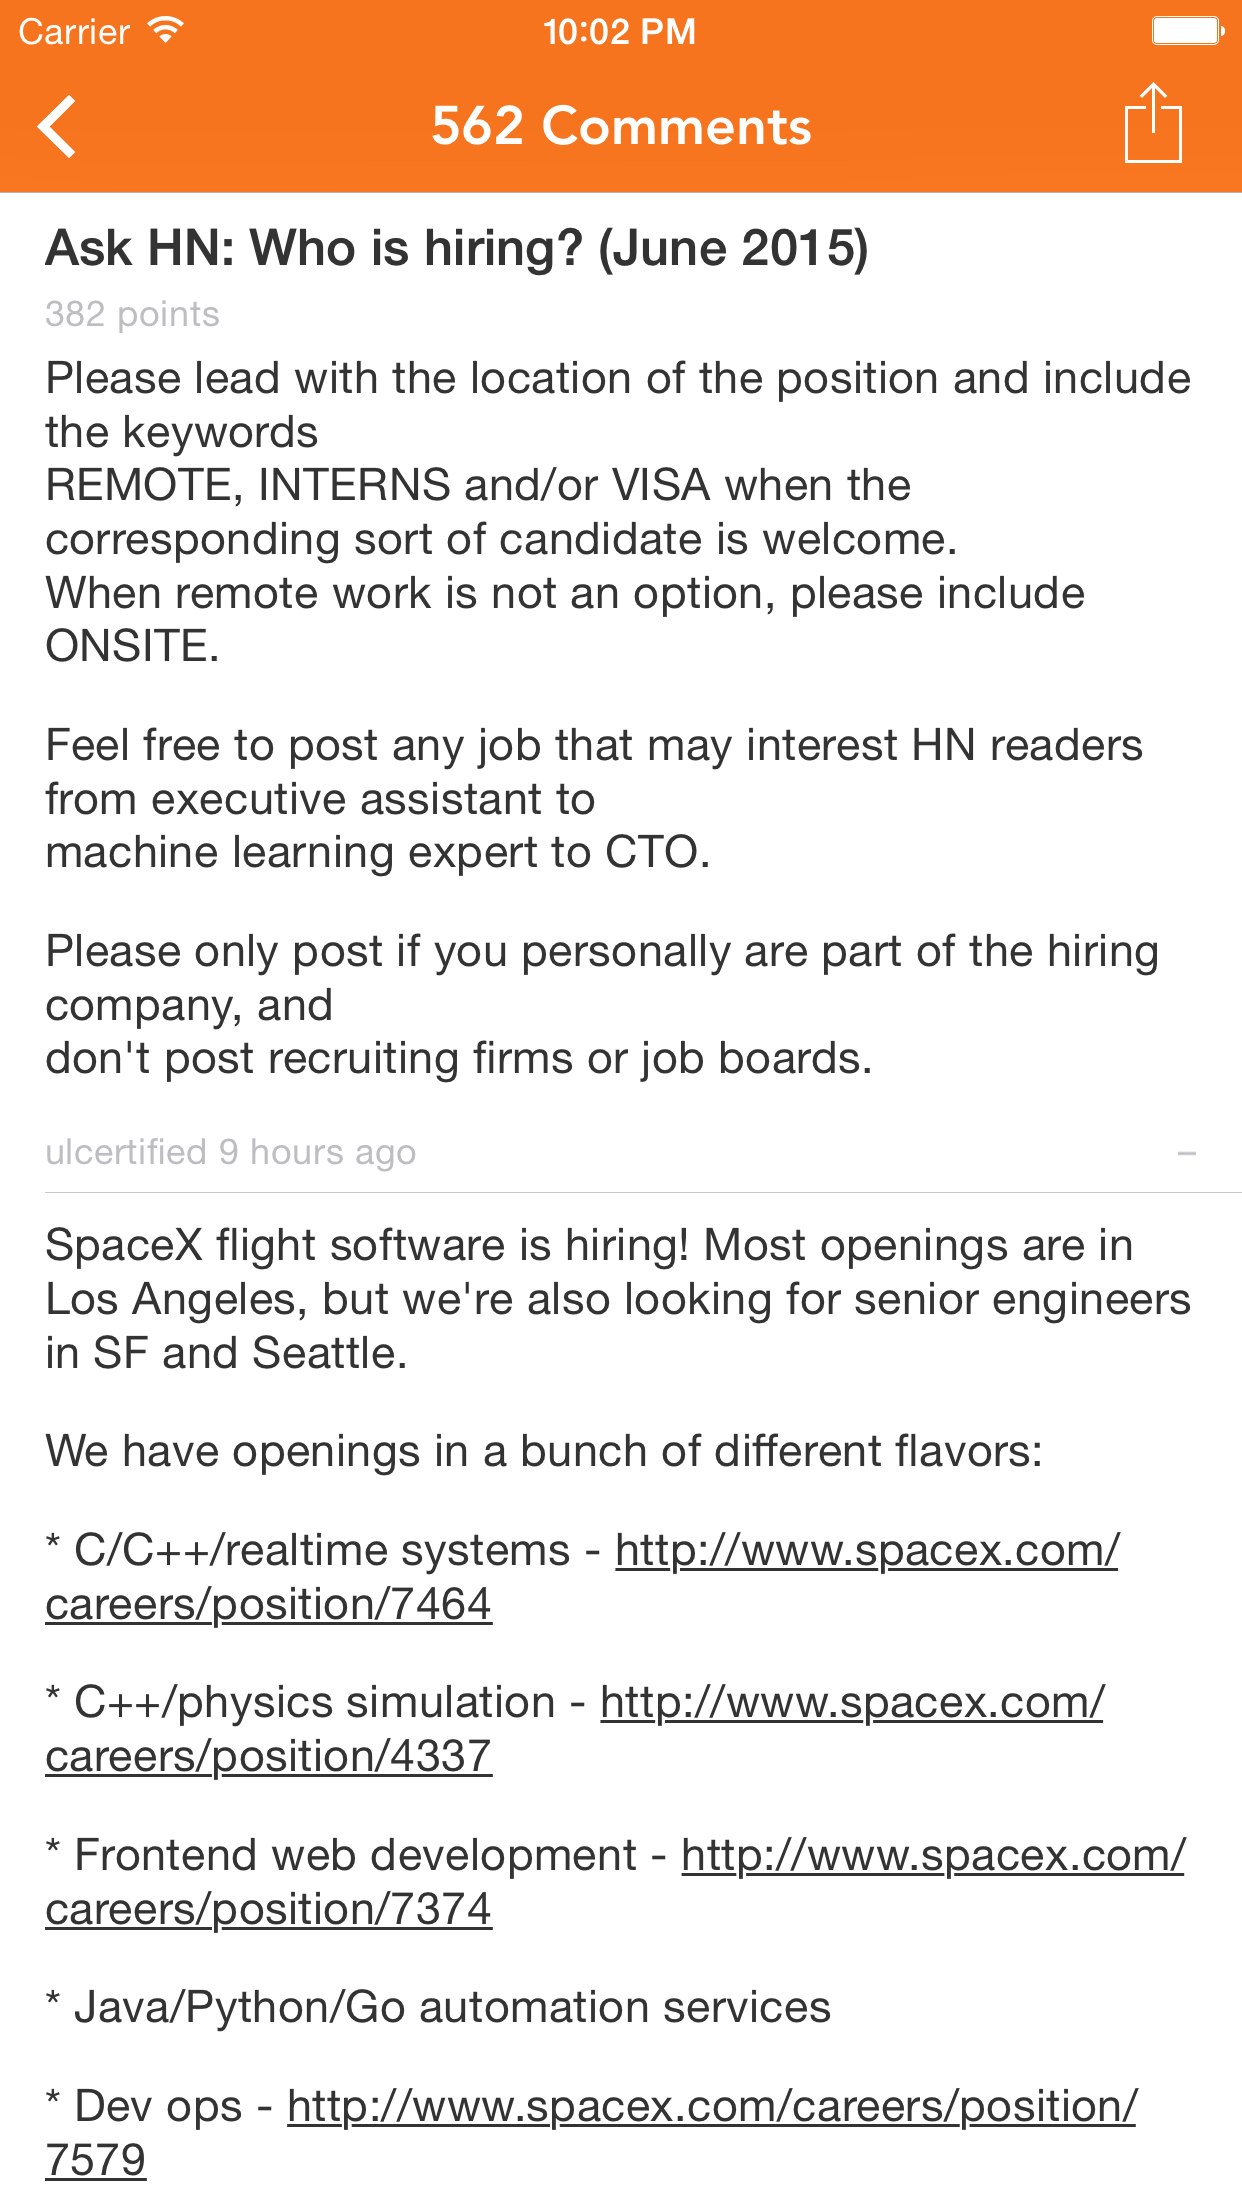 Carrier 10:02 PM
562 Comments
Ask HN: Who is hiring? (June 2015)
382 points
Please lead with the location of the position and include
the keywords
REMOTE, INTERNS and/or VISA when the
corresponding sort of candidate is welcome.
When remote work is not an option, please include
ONSITE.
Feel free to post any job that may interest HN readers
from executive assistant to
machine learning expert to CTO.
Please only post if you personally are part of the hiring
company, and
don't post recruiting firms or job boards.
ulcertified 9 hours ago –
SpaceX flight software is hiring! Most openings are in
Los Angeles, but we're also looking for senior engineers
in SF and Seattle.
We have openings in a bunch of different flavors:
* C/C++/realtime systems - http://www.spacex.com/
careers/position/7464
* C++/physics simulation - http://www.spacex.com/
careers/position/4337
* Frontend web development - http://www.spacex.com/
careers/position/7374
* Java/Python/Go automation services
* Dev ops - http://www.spacex.com/careers/position/
7579